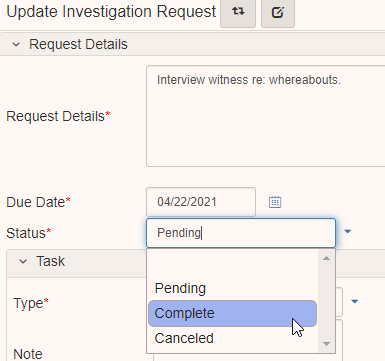 Update Investigation Request
Request Details
Interview witness re: whereabouts.
Request Details*
Due Date* 04/22/2021
Status* Pending
Task
Pending
Type*
Complete
Canceled
Note